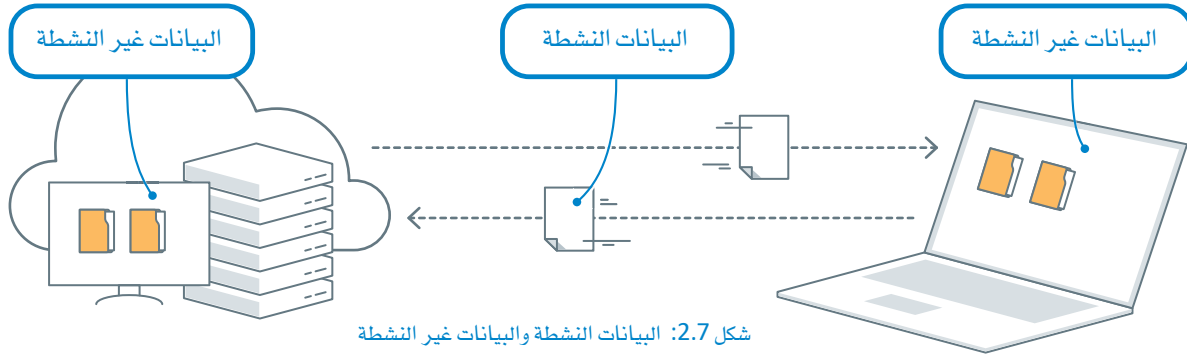 البيانات غير النشطة
البيانات النشطة
البيانات غير النشطة
شكل 2.7: البيانات النشطة والبيانات غير النشطة